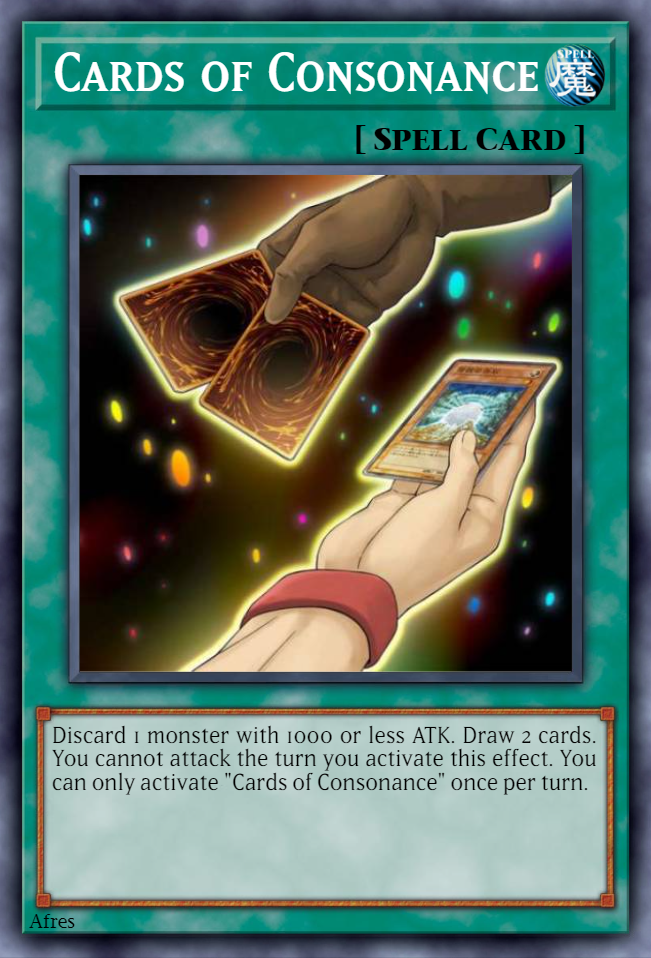 Cards of Consonance
SPELL
魔
[ Spell Card ]
Discard 1 monster with 1000 or less ATK. Draw 2 cards.
You cannot attack the turn you activate this effect. You
can only activate "Cards of Consonance" once per turn.
Afres